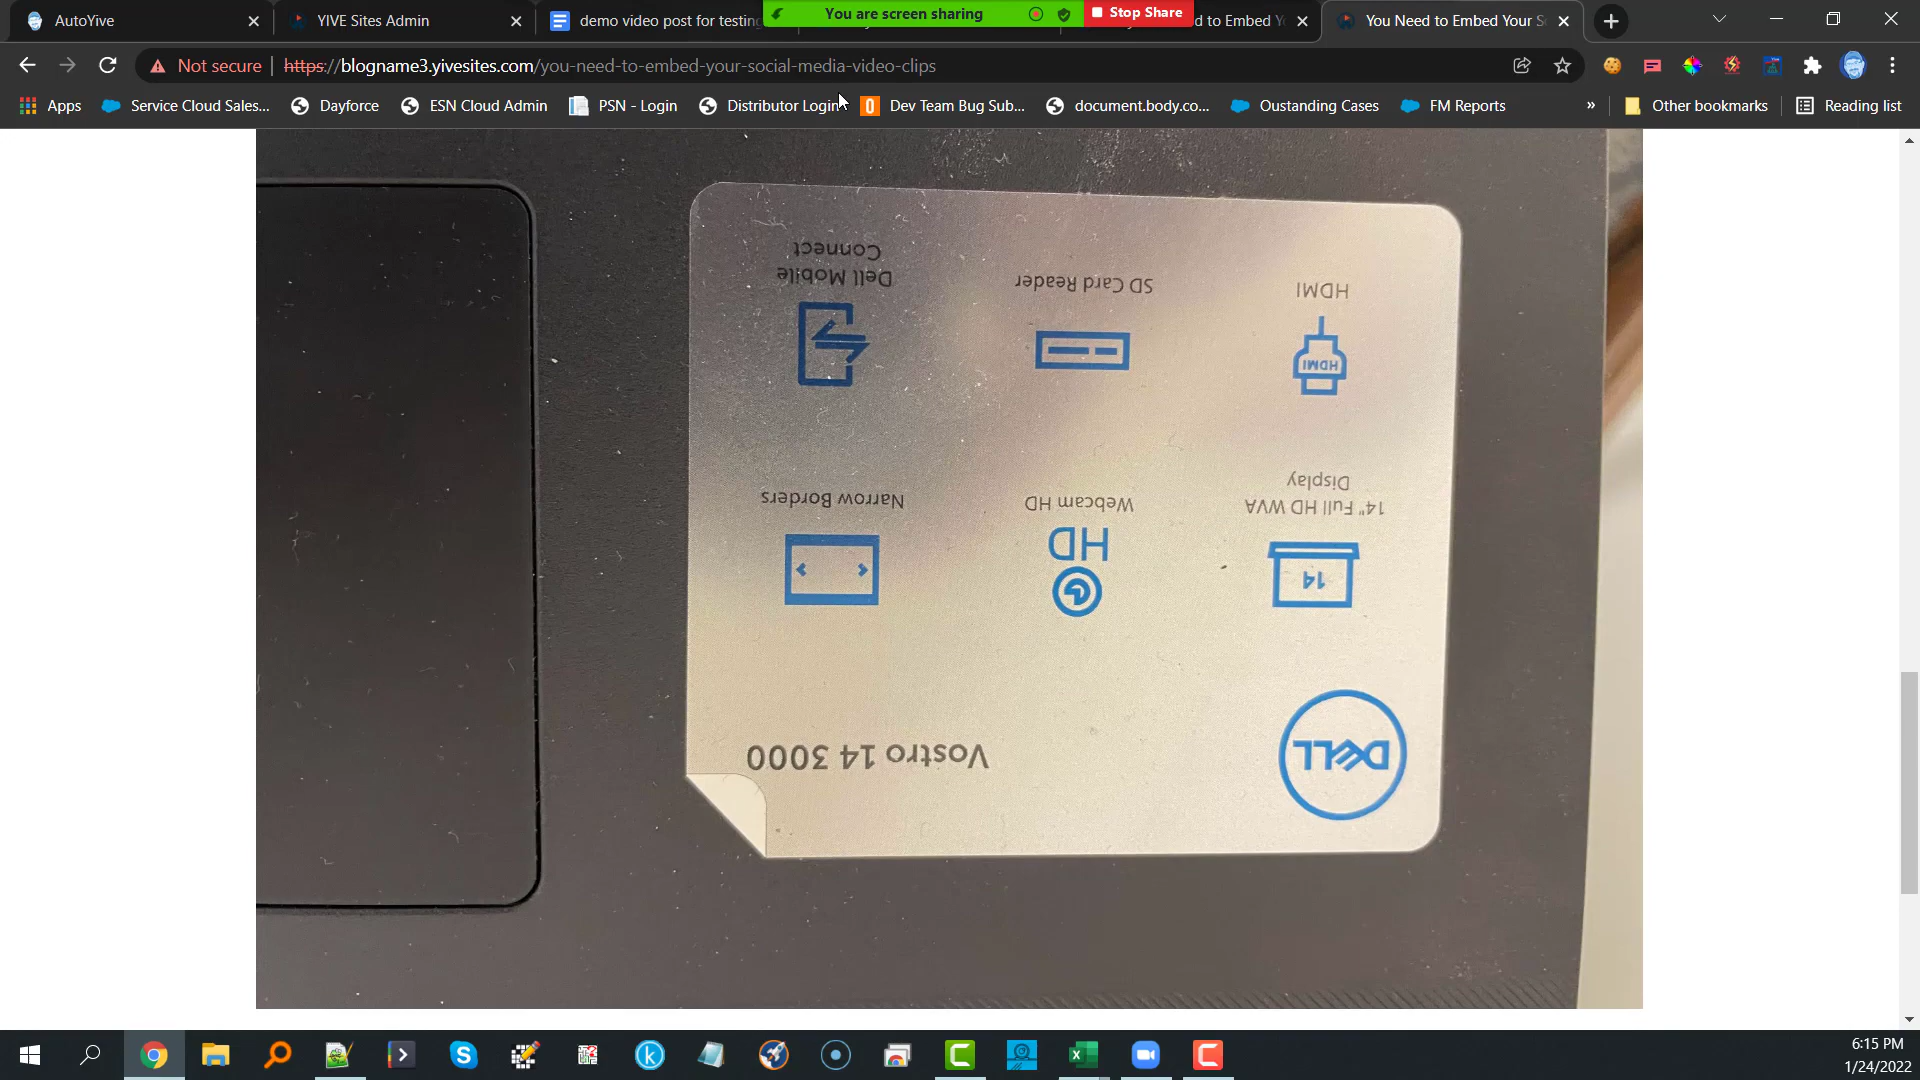 AutoYive
YIVE Sites Admin
demo video post for testing
You are screen sharing
Stop Share
d to Embed Y
You Need to Embed Your S
Not secure
https://blogname3.yivesites.com/you-need-to-embed-your-social-media-video-clips
Apps
Service Cloud Sales...
Dayforce
ESN Cloud Admin
PSN - Login
Distributor Login
Dev Team Bug Sub...
document.body.co...
Oustanding Cases
FM Reports
»
Other bookmarks
Reading list
DELL
Vostro 14 3000
14
HD
14" Full HD WVA
Display
Webcam HD
Narrow Borders
HDMI
HDMI
SD Card Reader
Dell Mobile
Connect
6:15 PM
1/24/2022